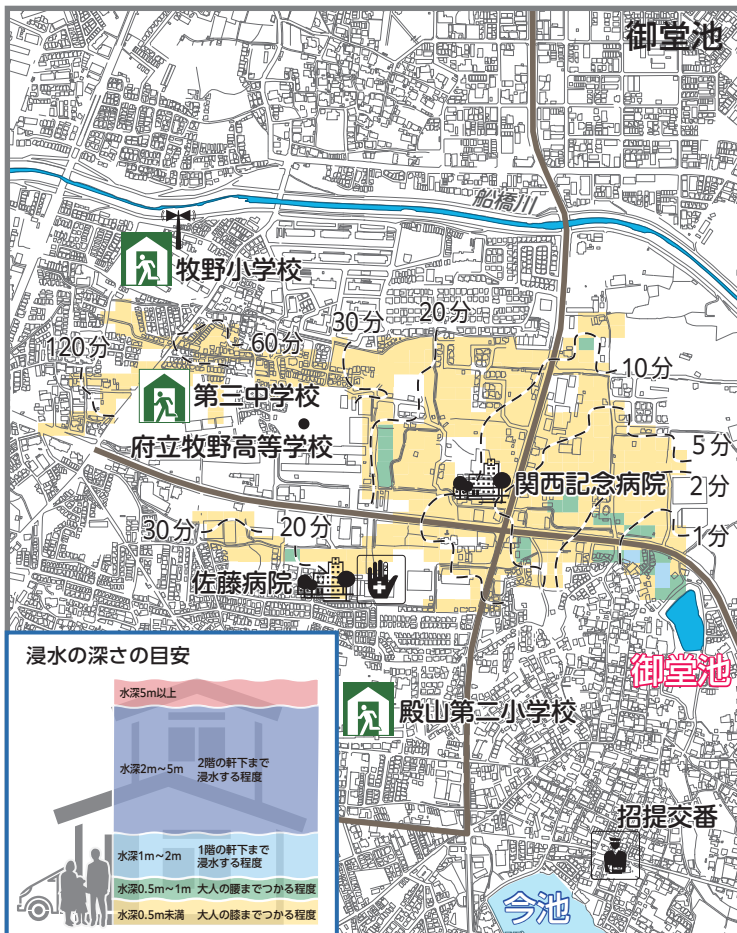 御堂池
船橋川
牧野小学校
30分
20分
120分
60分
10分
第三中学校
府立牧野高等学校
5分
関西記念病院
2分
30分
20分
1分
佐藤病院
御堂池
浸水の深さの目安
水深5m以上
水深2m～5m 2階の軒下まで
浸水する程度
水深1m～2m 1階の軒下まで
浸水する程度
水深0.5m～1m 大人の腰までつかる程度
水深0.5m未満 大人の膝までつかる程度
殿山第二小学校
招提交番
今池